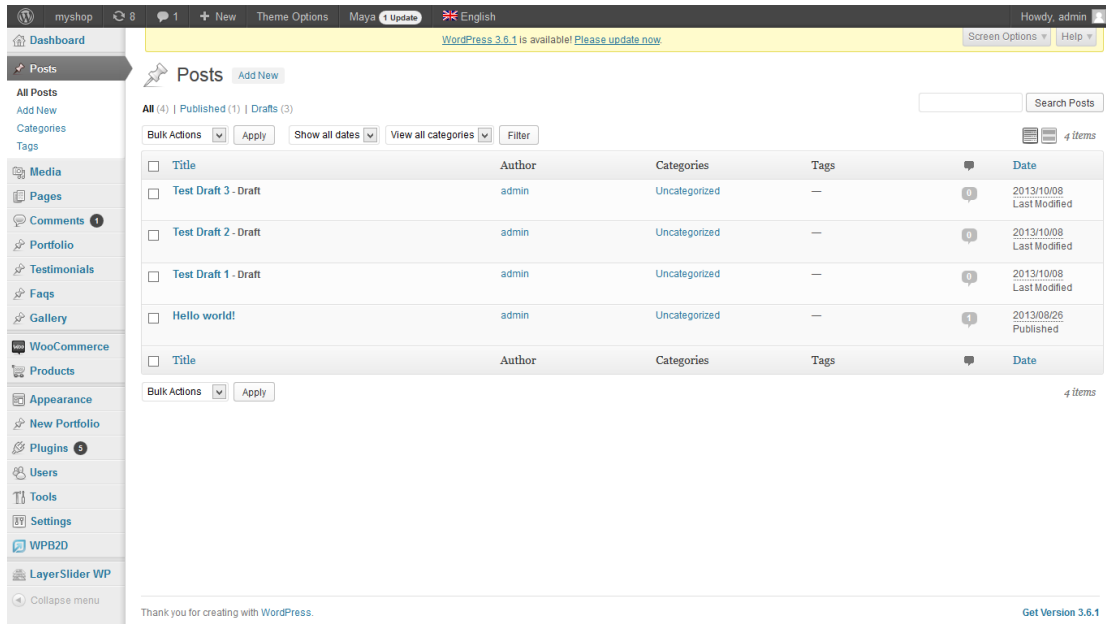 myshop 8 1 + New Theme Options Maya 1 Update English Howdy, admin
WordPress 3.6.1 is available! Please update now.
Screen Options Help
Dashboard
Posts
All Posts
Add New
Categories
Tags
Media
Pages
Comments 1
Portfolio
Testimonials
Faqs
Gallery
WooCommerce
Products
Appearance
New Portfolio
Plugins 5
Users
Tools
Settings
WPB2D
LayerSlider WP
Collapse menu
Posts Add New
All (4) | Published (1) | Drafts (3)
Search Posts
Bulk Actions Apply Show all dates View all categories Filter 4 items
Title Author Categories Tags Date
Test Draft 3 - Draft admin Uncategorized — 0 2013/10/08
Last Modified
Test Draft 2 - Draft admin Uncategorized — 0 2013/10/08
Last Modified
Test Draft 1 - Draft admin Uncategorized — 0 2013/10/08
Last Modified
Hello world! admin Uncategorized — 1 2013/08/26
Published
Title Author Categories Tags Date
Bulk Actions Apply 4 items
Thank you for creating with WordPress. Get Version 3.6.1